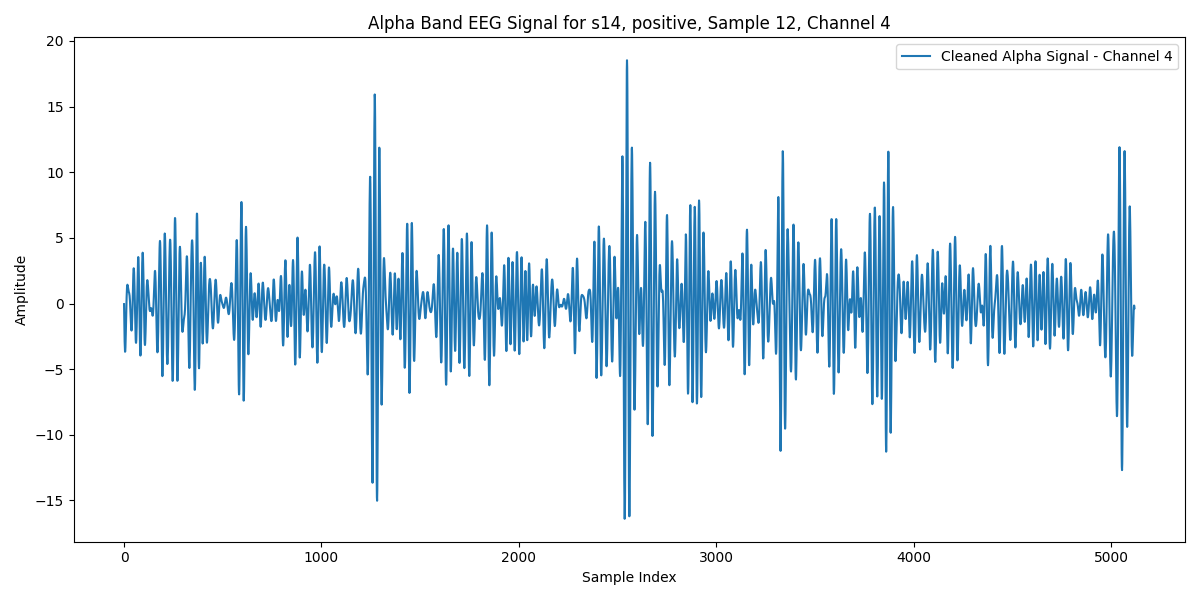 Alpha Band EEG Signal for s14, positive, Sample 12, Channel 4
Cleaned Alpha Signal - Channel 4
Amplitude
20
15
10
5
0
−5
−10
−15
0 1000 2000 3000 4000 5000
Sample Index